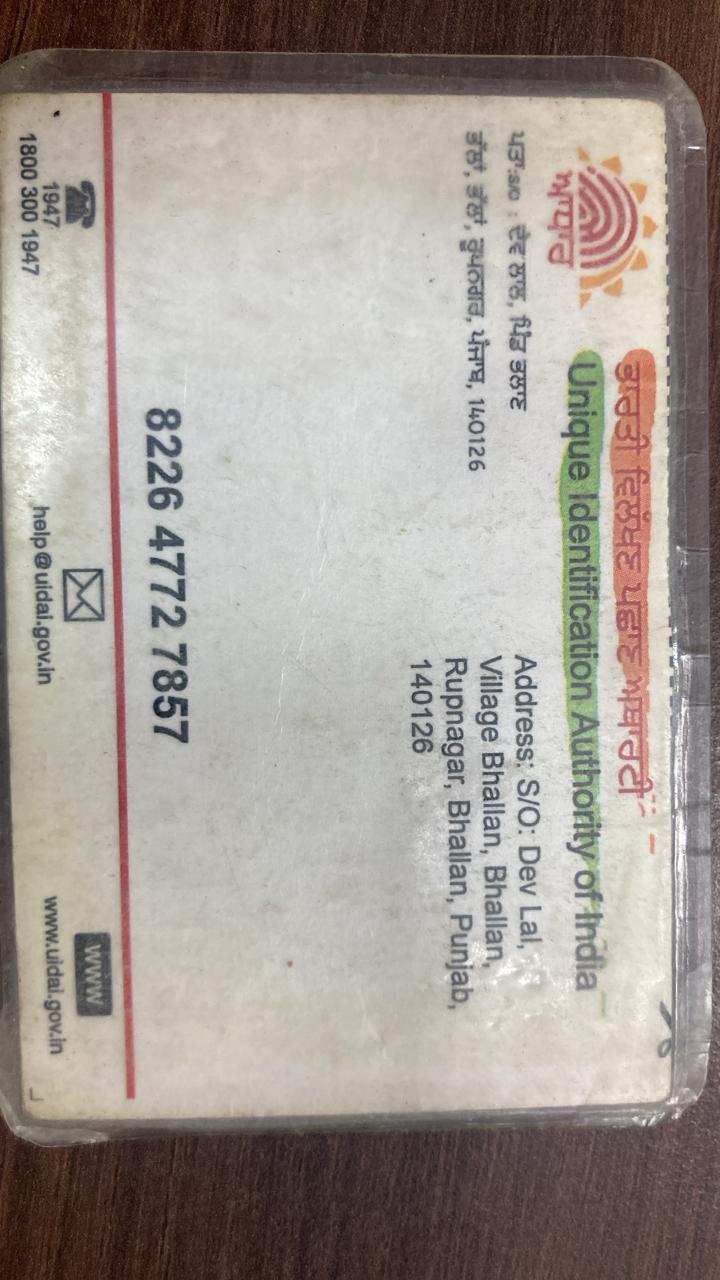 ਭਾਰਤੀ ਵਿਲੱਖਣ ਪਛਾਣ ਅਥਾਰਟੀ
Unique Identification Authority of India
ਆਧਾਰ
ਪਤਾ: S/O : ਦੇਵ ਲਾਲ, ਪਿੰਡ ਭਲਾਣ
ਭੱਲਾਂ, ਭੱਲਾਂ, ਰੂਪਨਗਰ, ਪੰਜਾਬ, 140126
Address: S/O: Dev Lal,
Village Bhallan, Bhallan,
Rupnagar, Bhallan, Punjab,
140126
8226 4772 7857
1947
1800 300 1947
help@uidai.gov.in
www
www.uidai.gov.in